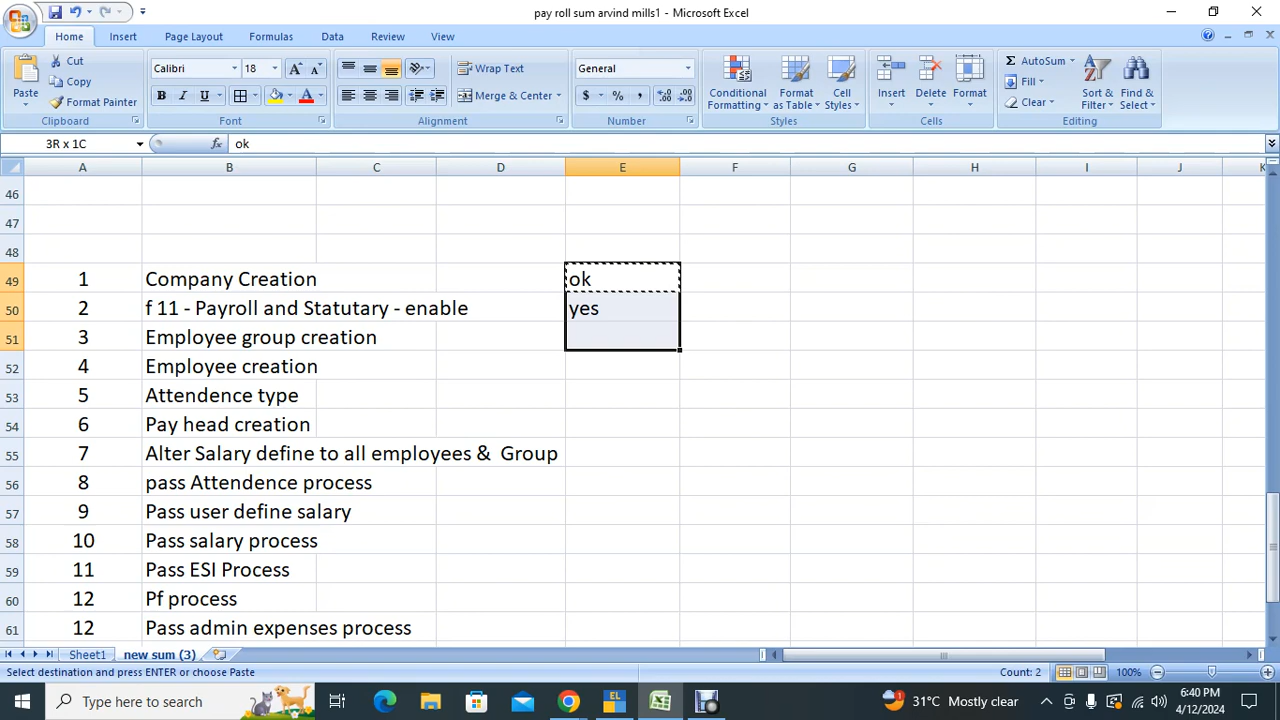 pay roll sum arvind mills1 - Microsoft Excel
Home Insert Page Layout Formulas Data Review View
Cut Calibri 18 Wrap Text General AutoSum
Copy Fill
Paste Format Painter Merge & Center Conditional Formatting Format as Table Cell Styles Insert Delete Format Clear Sort & Filter Find & Select
Clipboard Font Alignment Number Styles Cells Editing
3R x 1C fx ok
A B C D E F G H I J K
46
47
48
49 1 Company Creation ok
50 2 f 11 - Payroll and Statutary - enable yes
51 3 Employee group creation
52 4 Employee creation
53 5 Attendence type
54 6 Pay head creation
55 7 Alter Salary define to all employees & Group
56 8 pass Attendence process
57 9 Pass user define salary
58 10 Pass salary process
59 11 Pass ESI Process
60 12 Pf process
61 12 Pass admin expenses process
Sheet1 new sum (3)
Select destination and press ENTER or choose Paste Count: 2 100%
Type here to search EL 1 31°C Mostly clear 6:40 PM
4/12/2024